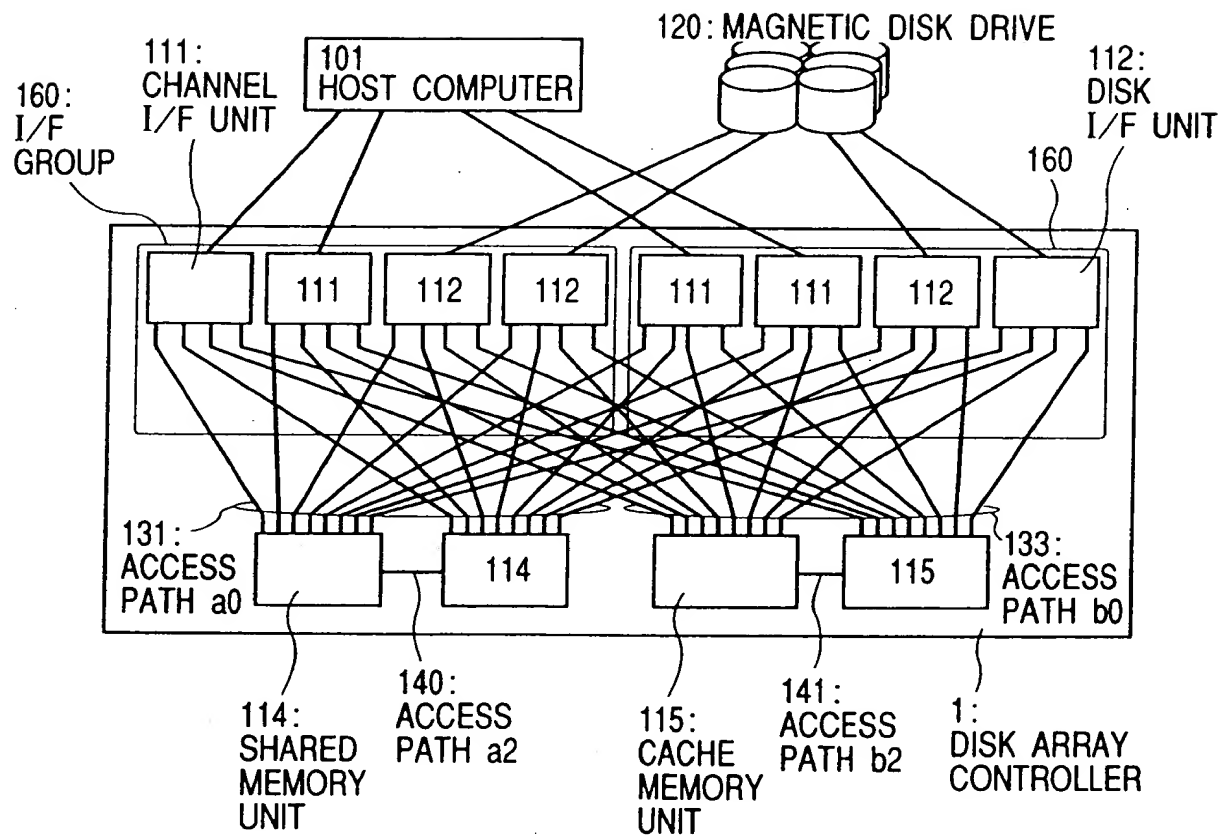 120: MAGNETIC DISK DRIVE
111:
CHANNEL
I/F UNIT
101
HOST COMPUTER
112:
DISK
I/F UNIT
160:
I/F
GROUP
160
111
112
112
111
111
112
131:
ACCESS
PATH a0
114
115
133:
ACCESS
PATH b0
114:
SHARED
MEMORY
UNIT
140:
ACCESS
PATH a2
115:
CACHE
MEMORY
UNIT
141:
ACCESS
PATH b2
1:
DISK ARRAY
CONTROLLER